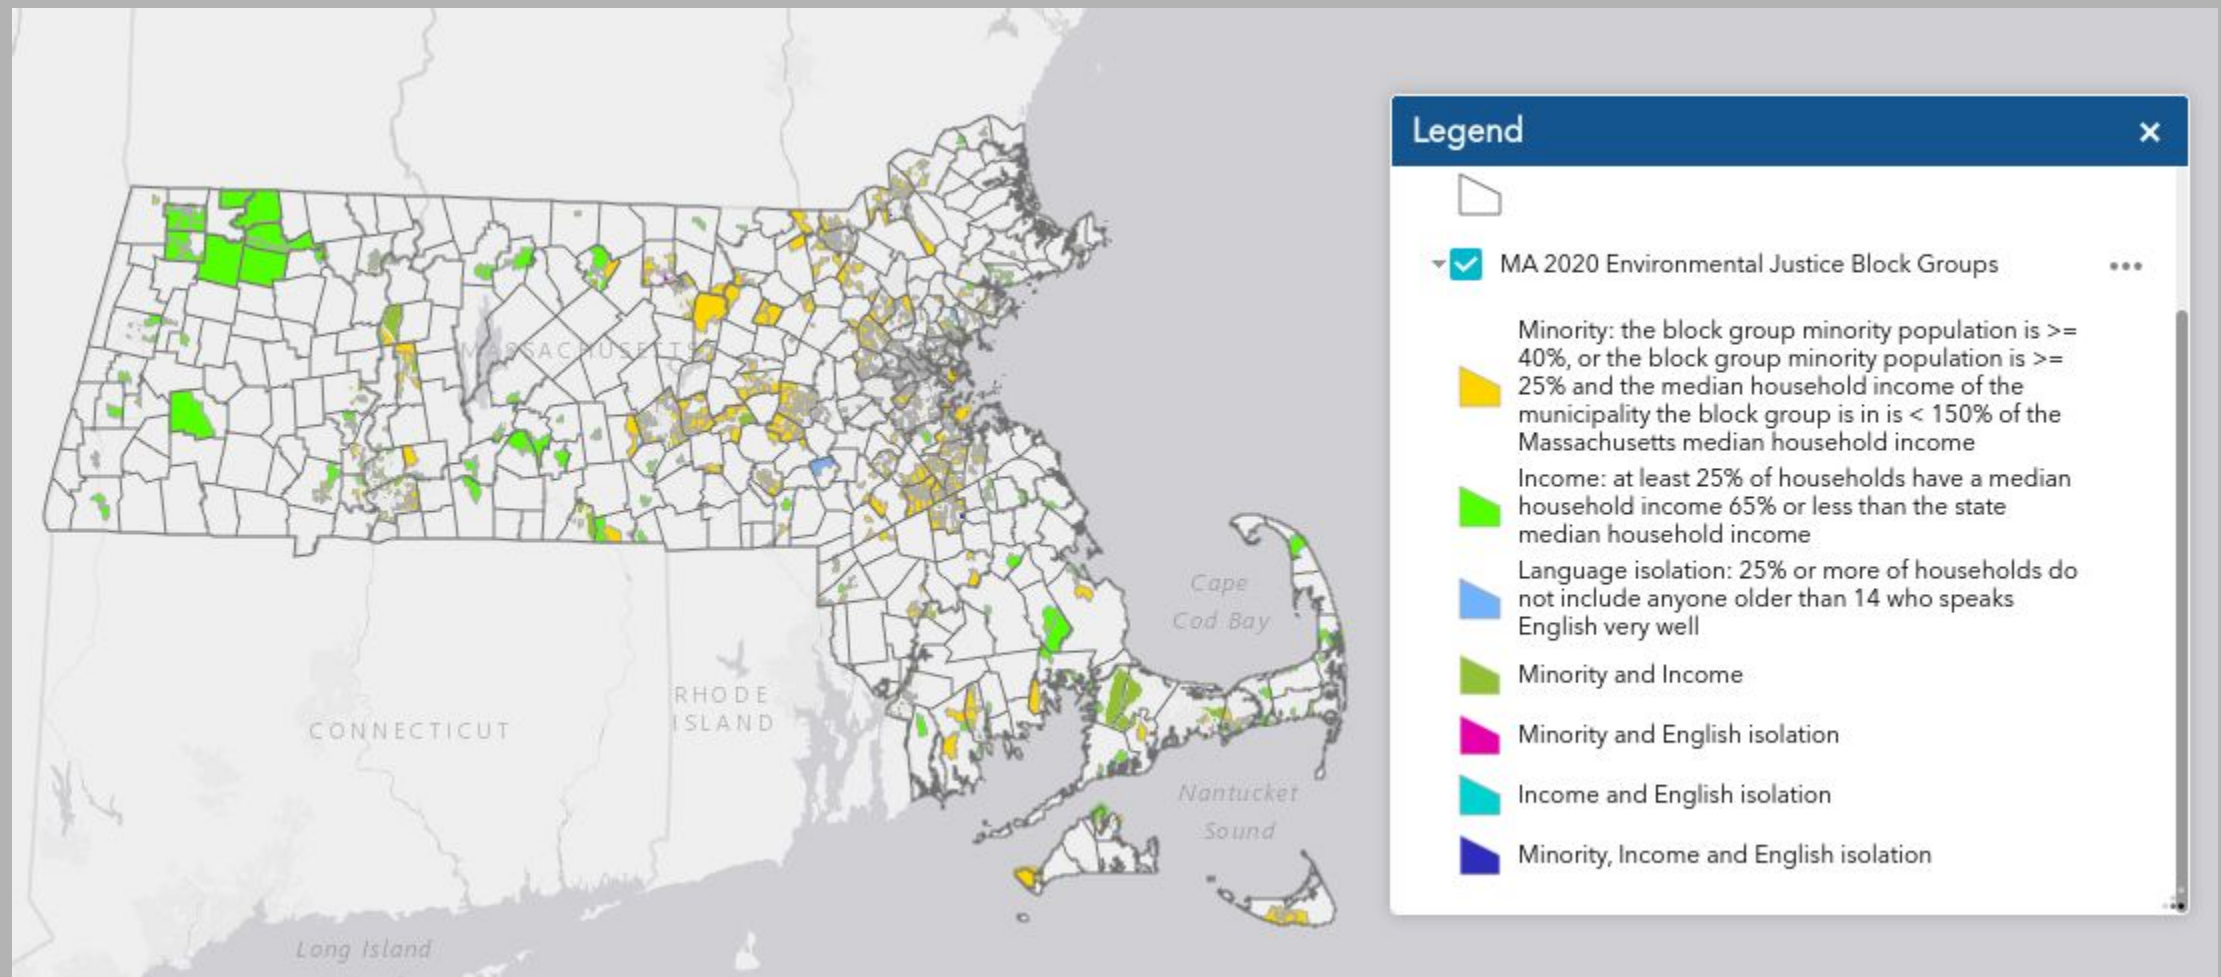 MASSACHUSETTS
CONNECTICUT
RHODE
ISLAND
Cape
Cod Bay
Nantucket
Sound
Long Island
Legend
MA 2020 Environmental Justice Block Groups
Minority: the block group minority population is >=
40%, or the block group minority population is >=
25% and the median household income of the
municipality the block group is in is < 150% of the
Massachusetts median household income
Income: at least 25% of households have a median
household income 65% or less than the state
median household income
Language isolation: 25% or more of households do
not include anyone older than 14 who speaks
English very well
Minority and Income
Minority and English isolation
Income and English isolation
Minority, Income and English isolation